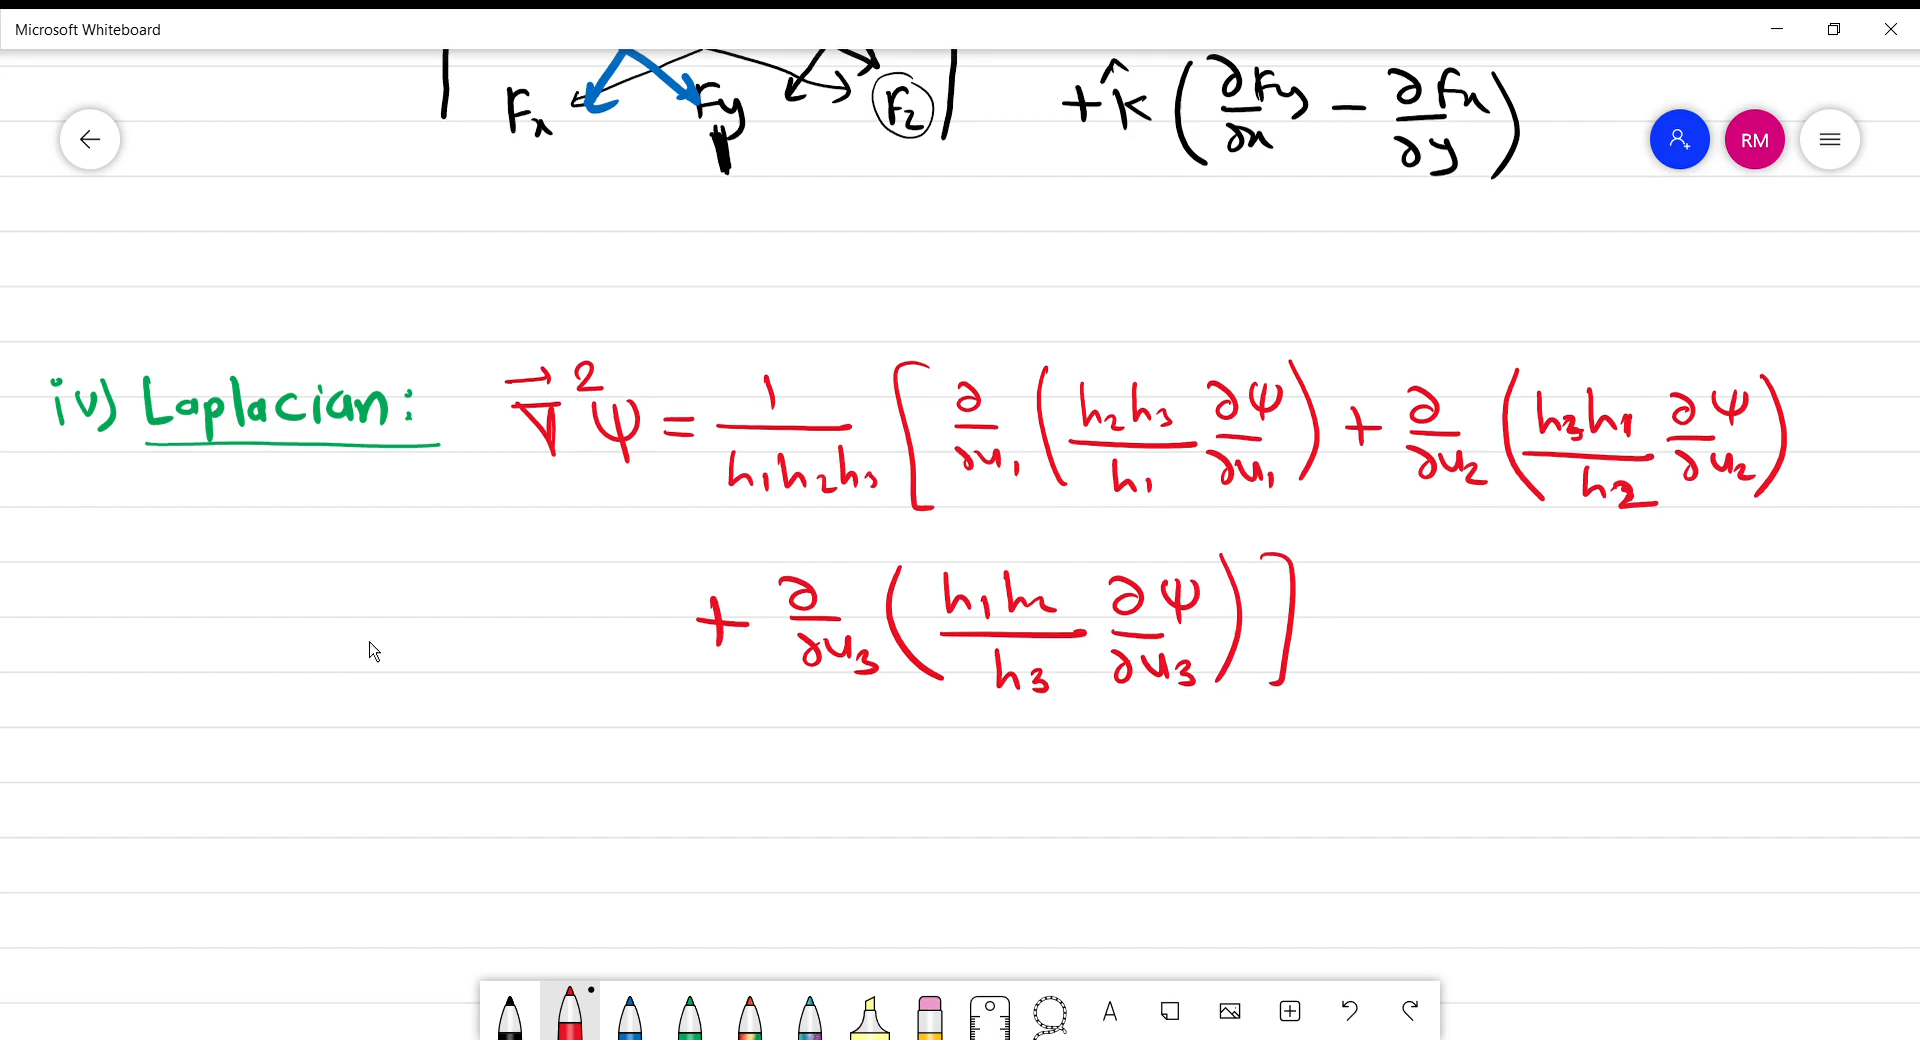 Microsoft Whiteboard
Fx Fy Fz + k̂ (∂Fy/∂x − ∂Fx/∂y)
RM
iv) Laplacian: ∇⃗²ψ = 1/(h₁h₂h₃) [ ∂/∂u₁ (h₂h₃/h₁ ∂ψ/∂u₁) + ∂/∂u₂ (h₃h₁/h₂ ∂ψ/∂u₂)
+ ∂/∂u₃ (h₁h₂/h₃ ∂ψ/∂u₃) ]
A